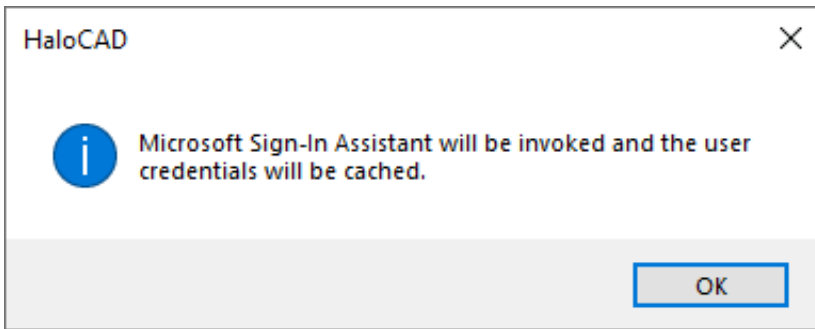 HaloCAD
Microsoft Sign-In Assistant will be invoked and the user
credentials will be cached.
OK